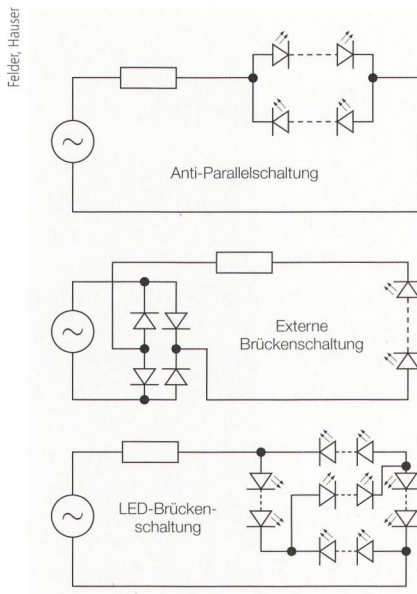 Felder, Hauser
Anti-Parallelschaltung
Externe
Brückenschaltung
LED-Brücken-
schaltung